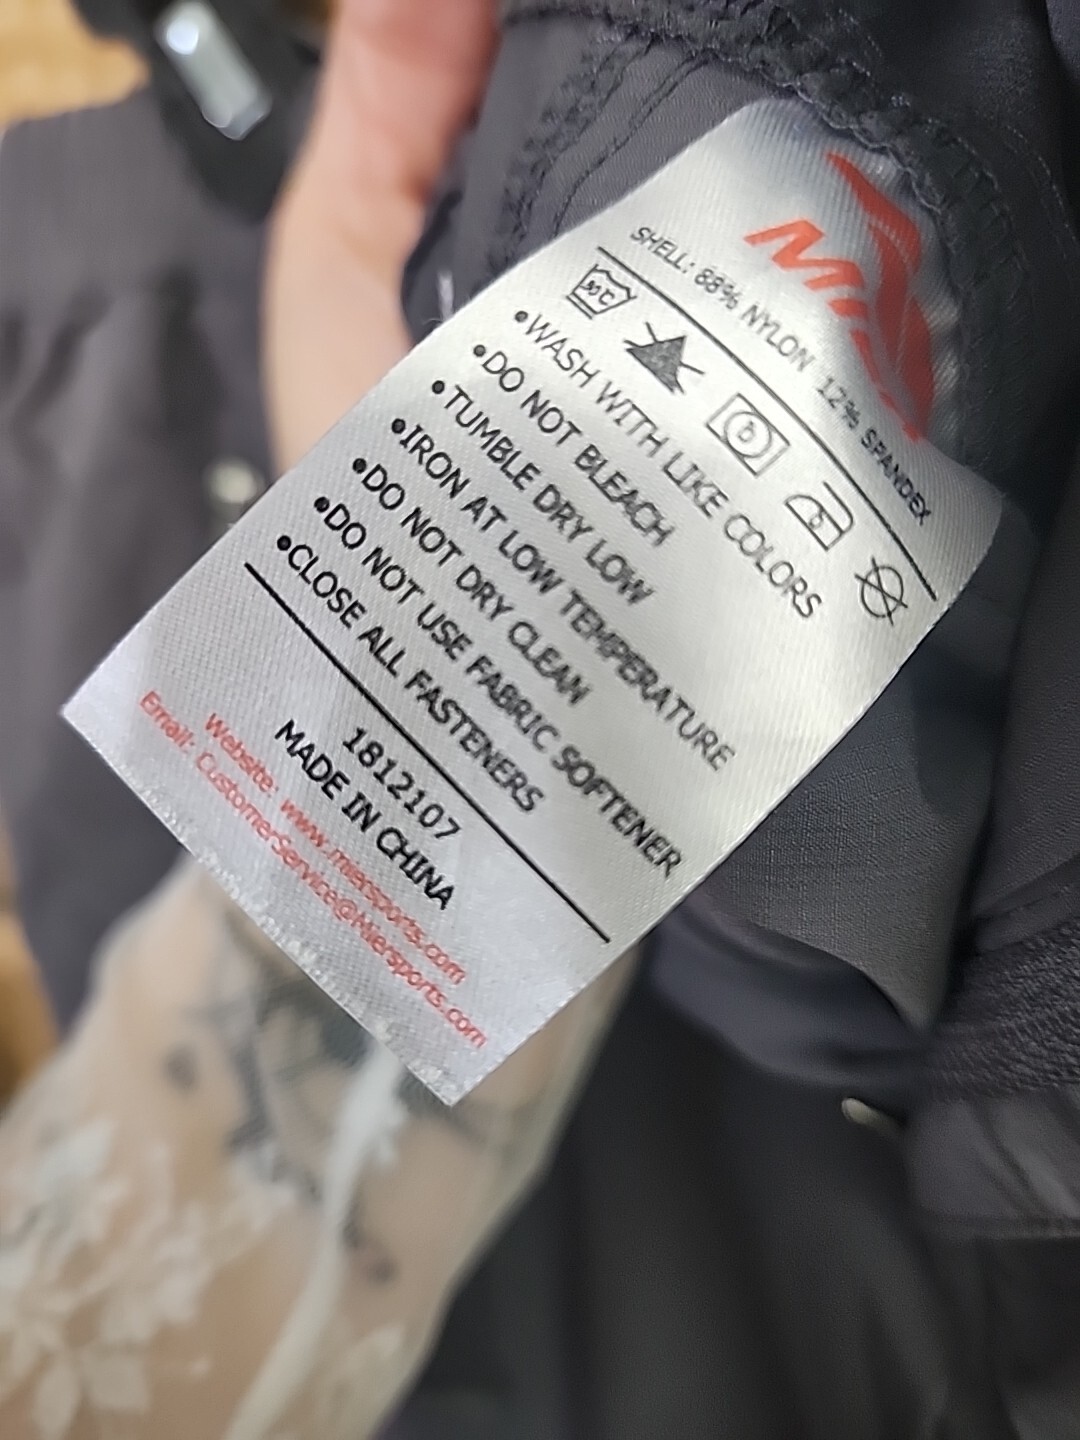 SHELL: 88% NYLON 12% SPANDEX
30°C
•WASH WITH LIKE COLORS
•DO NOT BLEACH
•TUMBLE DRY LOW
•IRON AT LOW TEMPERATURE
•DO NOT DRY CLEAN
•DO NOT USE FABRIC SOFTENER
•CLOSE ALL FASTENERS
1812107
MADE IN CHINA
Website: www.miersports.com
Email: CustomerService@Miersports.com